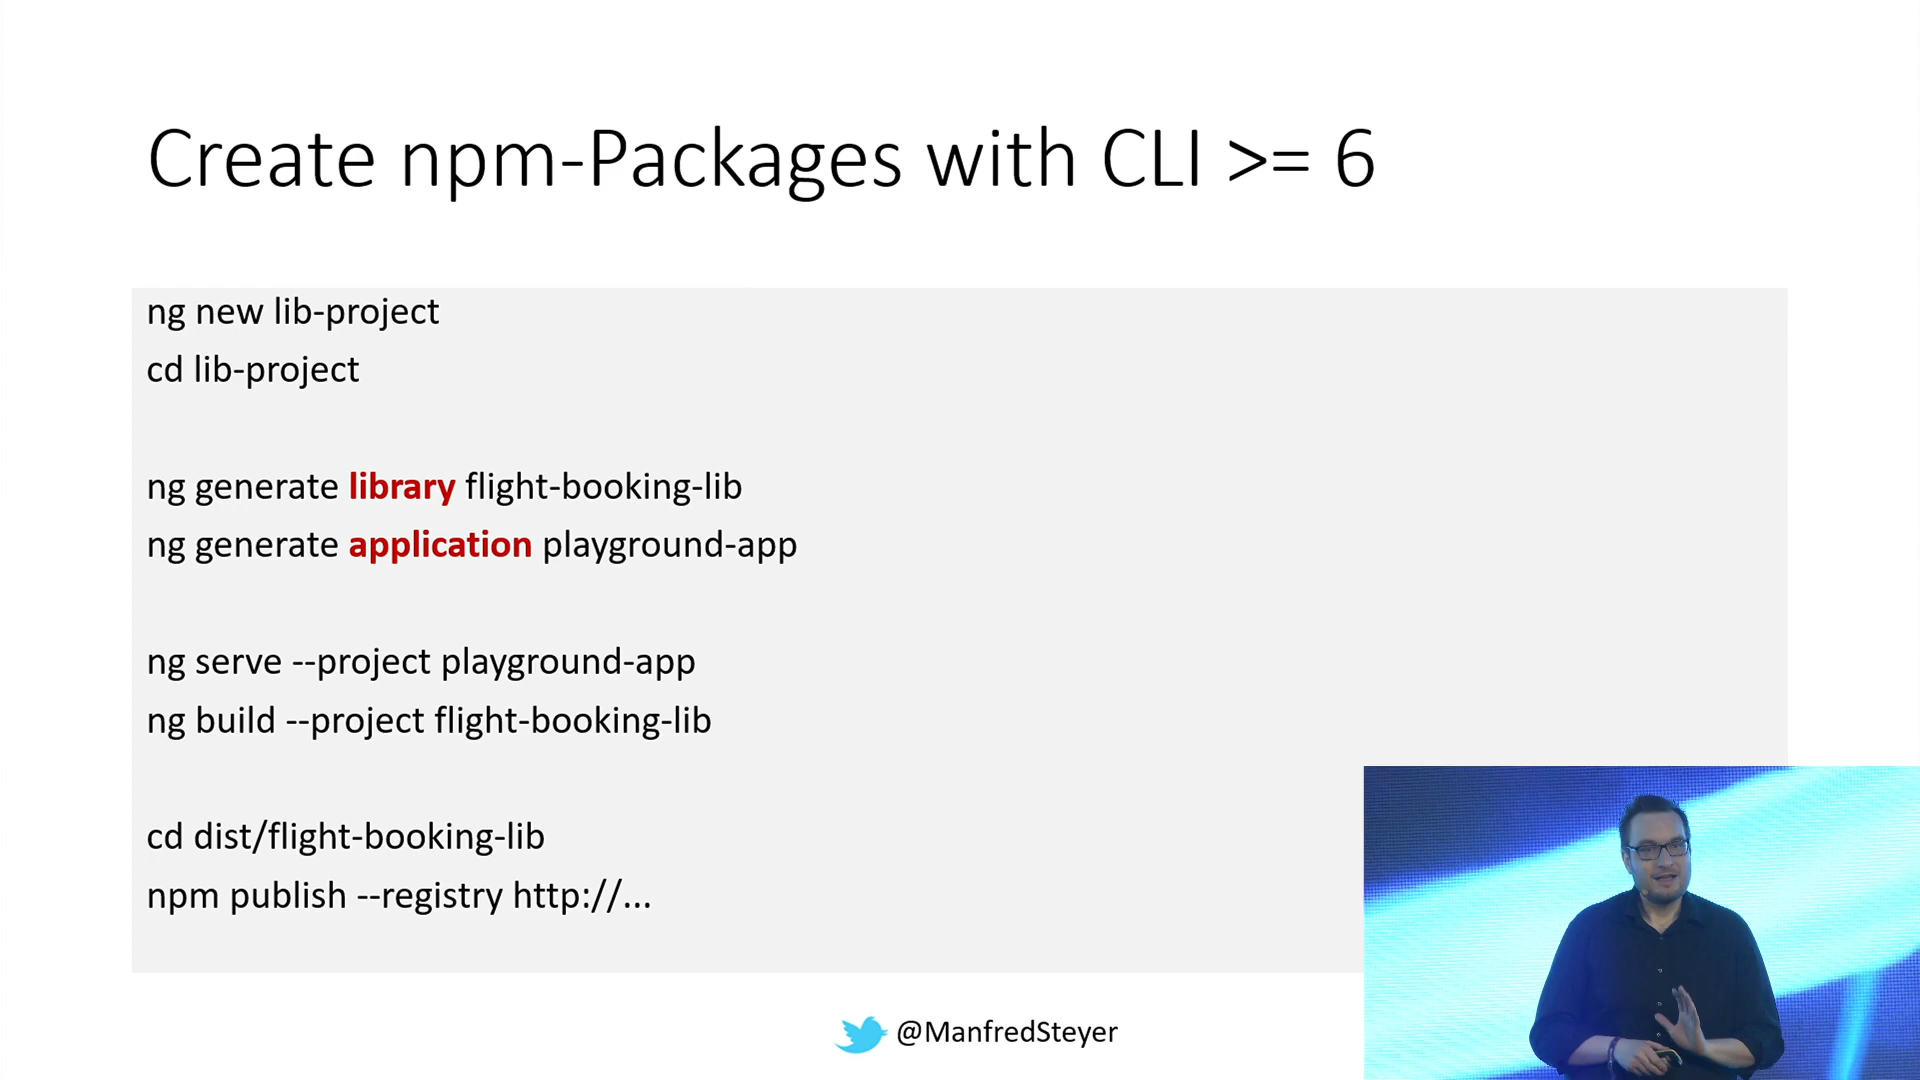 Create npm-Packages with CLI >= 6
ng new lib-project
cd lib-project
ng generate library flight-booking-lib
ng generate application playground-app
ng serve --project playground-app
ng build --project flight-booking-lib
cd dist/flight-booking-lib
npm publish --registry http://...
@ManfredSteyer